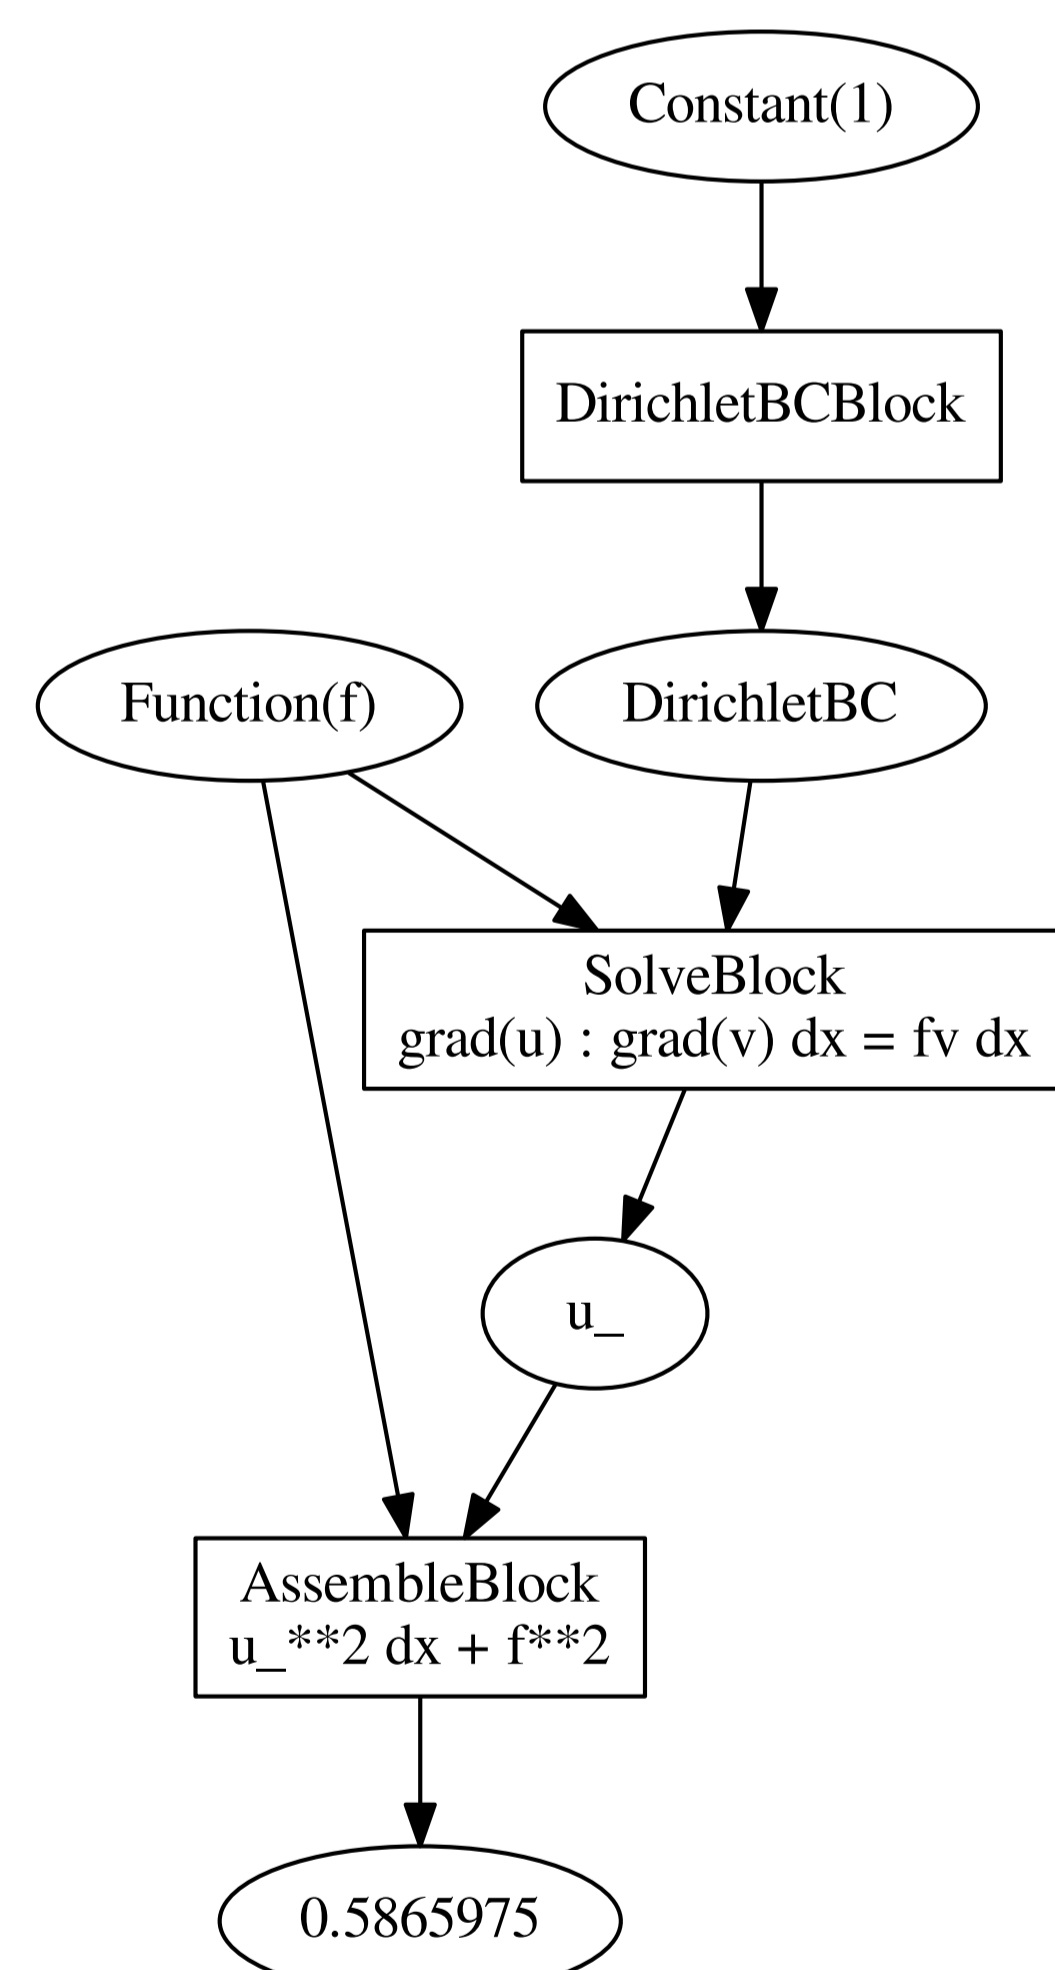 Constant(1)
DirichletBCBlock
Function(f)
DirichletBC
SolveBlock
grad(u) : grad(v) dx = fv dx
u_
AssembleBlock
u_**2 dx + f**2
0.5865975